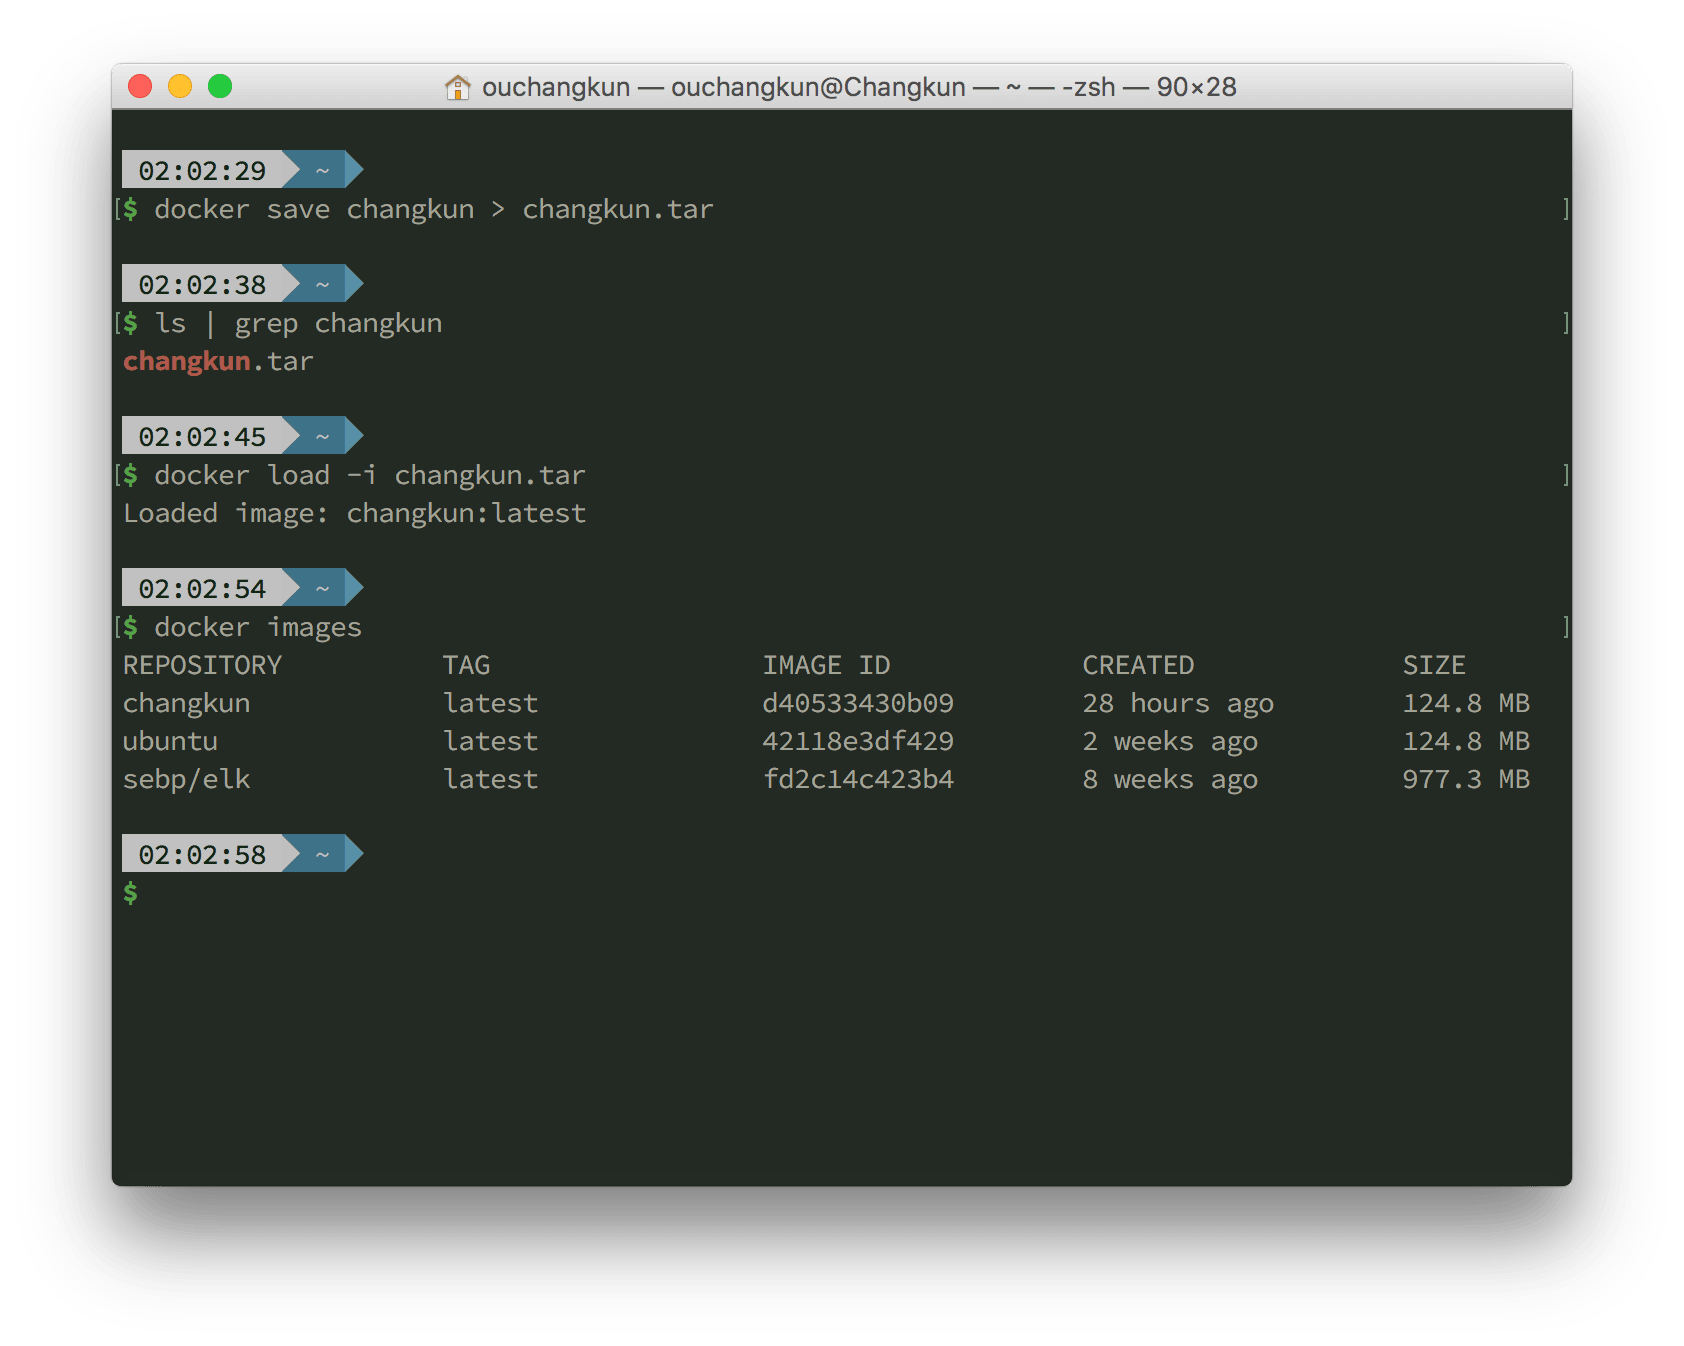 ouchangkun — ouchangkun@Changkun — ~ — -zsh — 90×28
02:02:29 ~
[$ docker save changkun > changkun.tar ]
02:02:38 ~
[$ ls | grep changkun ]
changkun.tar
02:02:45 ~
[$ docker load -i changkun.tar ]
Loaded image: changkun:latest
02:02:54 ~
[$ docker images ]
REPOSITORY TAG IMAGE ID CREATED SIZE
changkun latest d40533430b09 28 hours ago 124.8 MB
ubuntu latest 42118e3df429 2 weeks ago 124.8 MB
sebp/elk latest fd2c14c423b4 8 weeks ago 977.3 MB
02:02:58 ~
$